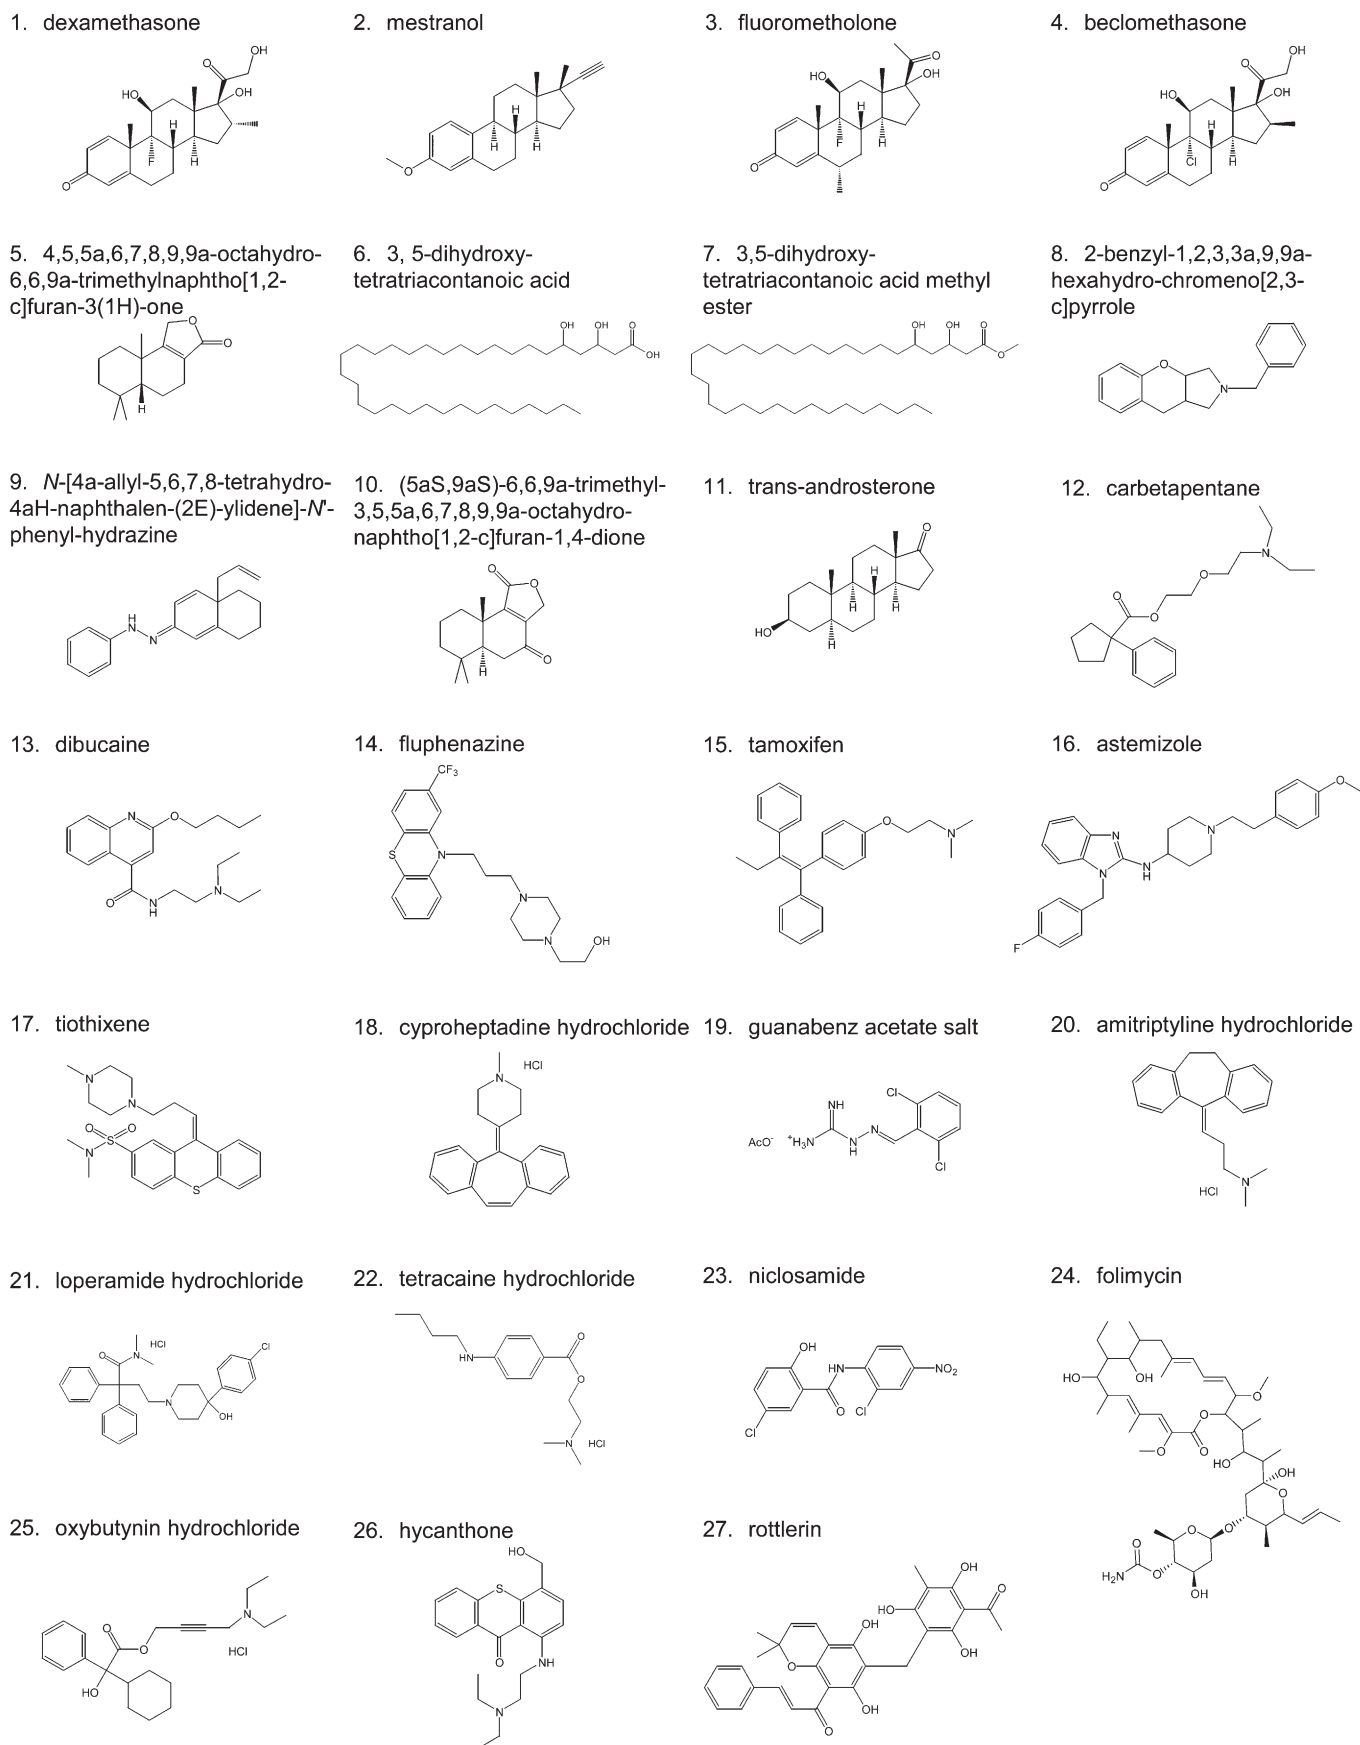 1. dexamethasone
2. mestranol
3. fluorometholone
4. beclomethasone
OH
O
HO
OH
H
F
H
O
H
H
H
O
O
HO
OH
H
F
H
O
OH
O
HO
OH
H
Cl
H
O
5. 4,5,5a,6,7,8,9,9a-octahydro-
6,6,9a-trimethylnaphtho[1,2-
c]furan-3(1H)-one
6. 3, 5-dihydroxy-
tetratriacontanoic acid
7. 3,5-dihydroxy-
tetratriacontanoic acid methyl
ester
8. 2-benzyl-1,2,3,3a,9,9a-
hexahydro-chromeno[2,3-
c]pyrrole
O
O
H
OH
OH
O
OH
OH
OH
O
O
O
N
9. N-[4a-allyl-5,6,7,8-tetrahydro-
4aH-naphthalen-(2E)-ylidene]-N'-
phenyl-hydrazine
10. (5aS,9aS)-6,6,9a-trimethyl-
3,5,5a,6,7,8,9,9a-octahydro-
naphtho[1,2-c]furan-1,4-dione
11. trans-androsterone
12. carbetapentane
H
N
N
O
O
O
H
O
H
H
H
HO
H
N
O
O
O
13. dibucaine
14. fluphenazine
15. tamoxifen
16. astemizole
N
O
N
O
N
H
CF3
S
N
N
N
OH
O
N
O
N
N
N
N
H
F
17. tiothixene
18. cyproheptadine hydrochloride
19. guanabenz acetate salt
20. amitriptyline hydrochloride
N
N
O
O
S
N
S
N
HCl
Cl
NH
AcO-
+H3N
N
H
N
Cl
N
HCl
21. loperamide hydrochloride
22. tetracaine hydrochloride
23. niclosamide
24. folimycin
O
N
HCl
Cl
N
OH
HN
O
O
N
HCl
OH
HN
NO2
O
Cl
Cl
HO
OH
O
O
O
O
HO
OH
O
O
O
O
H2N
O
OH
25. oxybutynin hydrochloride
26. hycanthone
27. rottlerin
N
O
O
HCl
HO
HO
S
O
NH
N
OH
O
HO
OH
OH
O
OH
O